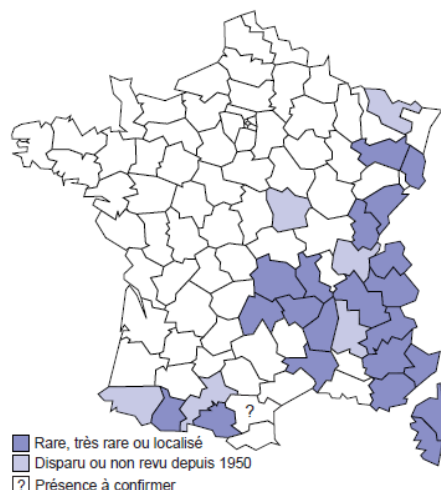 ?
Rare, très rare ou localisé
Disparu ou non revu depuis 1950
? Présence à confirmer